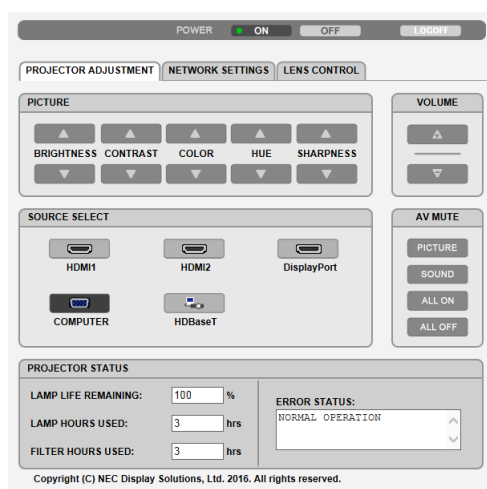 POWER ON OFF LOGOFF
PROJECTOR ADJUSTMENT NETWORK SETTINGS LENS CONTROL
PICTURE
BRIGHTNESS CONTRAST COLOR HUE SHARPNESS
VOLUME
SOURCE SELECT
HDMI1 HDMI2 DisplayPort
COMPUTER HDBaseT
AV MUTE
PICTURE
SOUND
ALL ON
ALL OFF
PROJECTOR STATUS
LAMP LIFE REMAINING: 100 %
LAMP HOURS USED: 3 hrs
FILTER HOURS USED: 3 hrs
ERROR STATUS:
NORMAL OPERATION
Copyright (C) NEC Display Solutions, Ltd. 2016. All rights reserved.